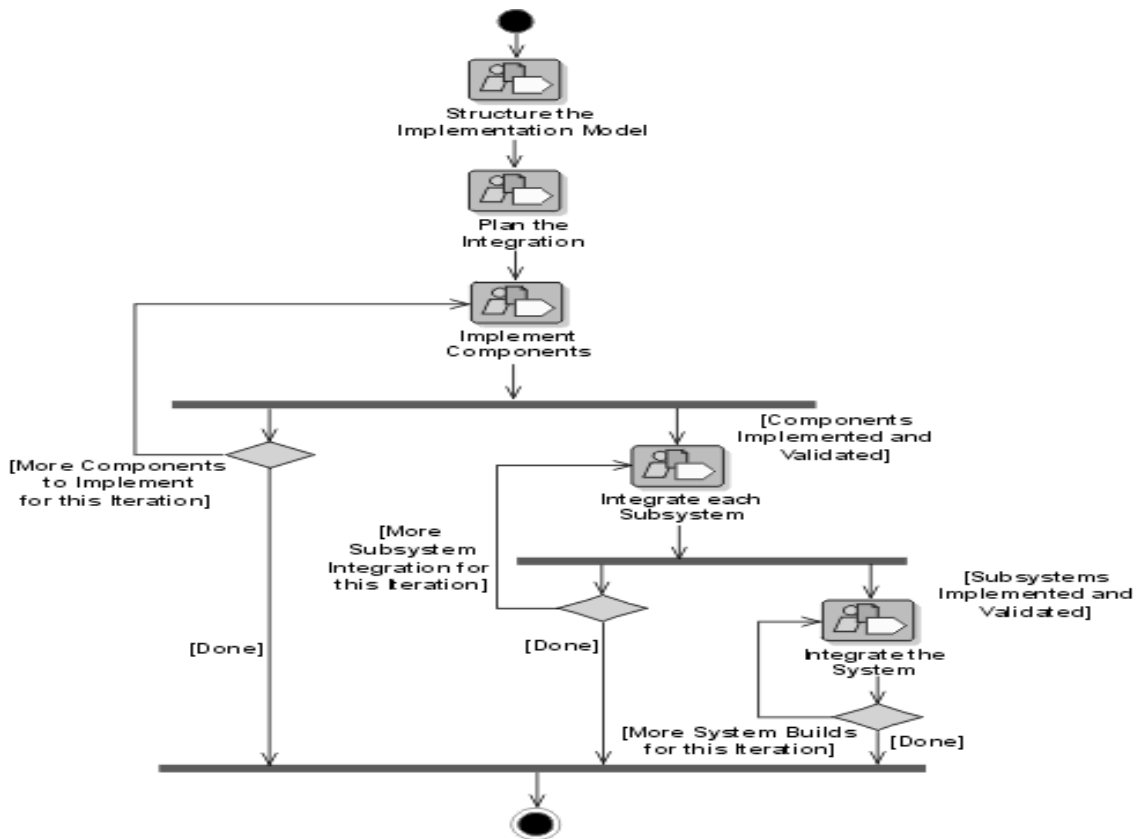 Structure the
Implementation Model
Plan the
Integration
Implement
Components
[More Components
to Implement
for this Iteration]
[Components
Implemented and
Validated]
Integrate each
Subsystem
[More
Subsystem
Integration for
this Iteration]
[Subsystems
Implemented and
Validated]
[Done]
[Done]
Integrate the
System
[More System Builds
for this Iteration]
[Done]